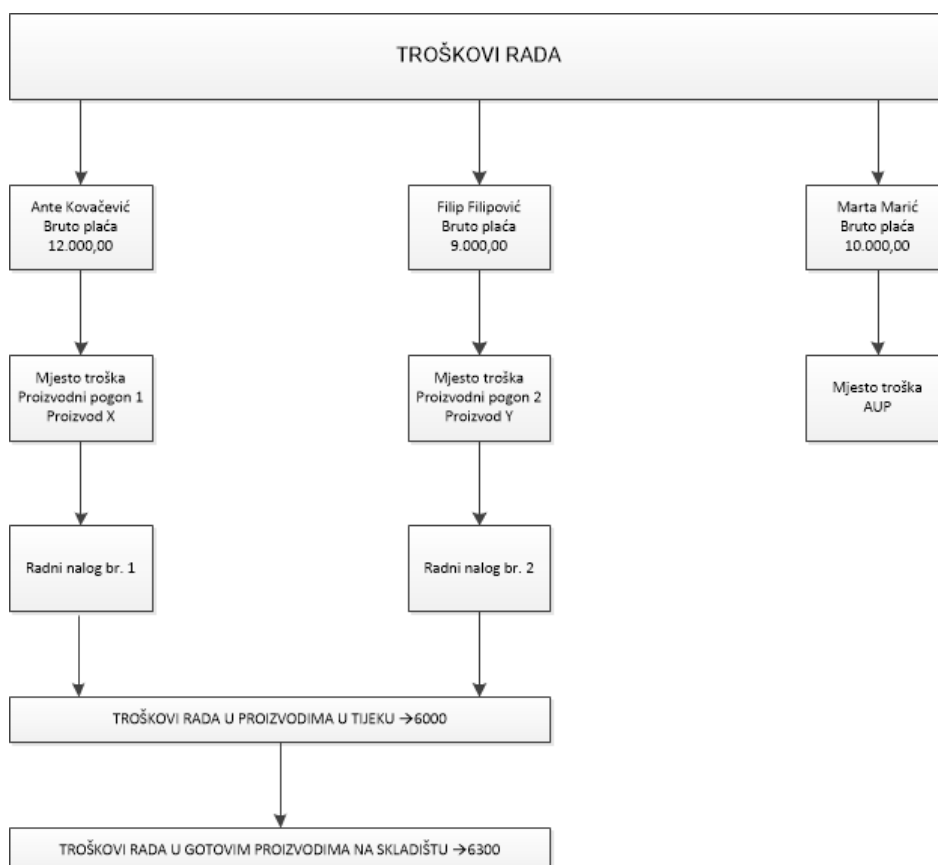 TROŠKOVI RADA
Ante Kovačević
Bruto plaća
12.000,00
Filip Filipović
Bruto plaća
9.000,00
Marta Marić
Bruto plaća
10.000,00
Mjesto troška
Proizvodni pogon 1
Proizvod X
Mjesto troška
Proizvodni pogon 2
Proizvod Y
Mjesto troška
AUP
Radni nalog br. 1
Radni nalog br. 2
TROŠKOVI RADA U PROIZVODIMA U TIJEKU →6000
TROŠKOVI RADA U GOTOVIM PROIZVODIMA NA SKLADIŠTU →6300